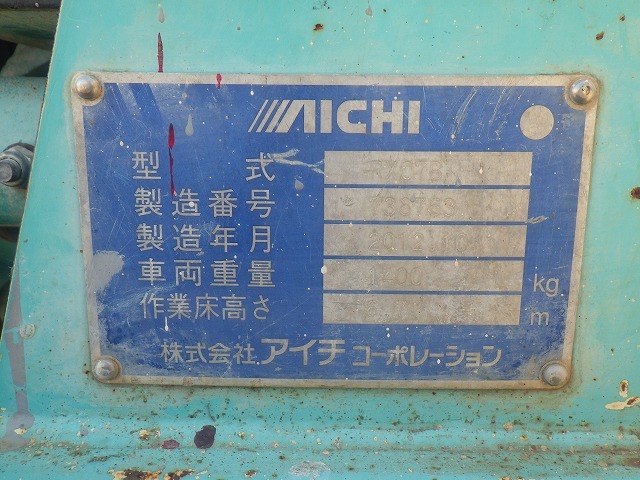 AICHI
型式
製造番号
製造年月
車両重量 kg
作業床高さ m
株式会社 アイチ コーポレーション